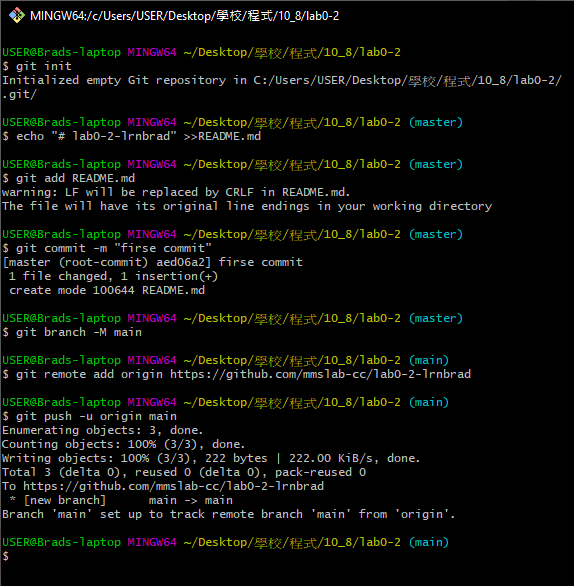 MINGW64:/c/Users/USER/Desktop/學校/程式/10_8/lab0-2
USER@Brads-laptop MINGW64 ~/Desktop/學校/程式/10_8/lab0-2
$ git init
Initialized empty Git repository in C:/Users/USER/Desktop/學校/程式/10_8/lab0-2/
.git/
USER@Brads-laptop MINGW64 ~/Desktop/學校/程式/10_8/lab0-2 (master)
$ echo "# lab0-2-lrnbrad" >>README.md
USER@Brads-laptop MINGW64 ~/Desktop/學校/程式/10_8/lab0-2 (master)
$ git add README.md
warning: LF will be replaced by CRLF in README.md.
The file will have its original line endings in your working directory
USER@Brads-laptop MINGW64 ~/Desktop/學校/程式/10_8/lab0-2 (master)
$ git commit -m "firse commit"
[master (root-commit) aed06a2] firse commit
 1 file changed, 1 insertion(+)
 create mode 100644 README.md
USER@Brads-laptop MINGW64 ~/Desktop/學校/程式/10_8/lab0-2 (master)
$ git branch -M main
USER@Brads-laptop MINGW64 ~/Desktop/學校/程式/10_8/lab0-2 (main)
$ git remote add origin https://github.com/mmslab-cc/lab0-2-lrnbrad
USER@Brads-laptop MINGW64 ~/Desktop/學校/程式/10_8/lab0-2 (main)
$ git push -u origin main
Enumerating objects: 3, done.
Counting objects: 100% (3/3), done.
Writing objects: 100% (3/3), 222 bytes | 222.00 KiB/s, done.
Total 3 (delta 0), reused 0 (delta 0), pack-reused 0
To https://github.com/mmslab-cc/lab0-2-lrnbrad
 * [new branch]      main -> main
Branch 'main' set up to track remote branch 'main' from 'origin'.
USER@Brads-laptop MINGW64 ~/Desktop/學校/程式/10_8/lab0-2 (main)
$